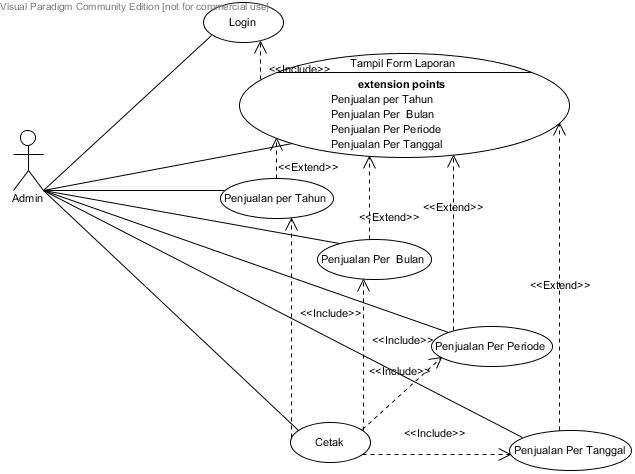 Visual Paradigm Community Edition [not for commercial use]
Login
<<Include>>
Tampil Form Laporan
extension points
Penjualan per Tahun
Penjualan Per  Bulan
Penjualan Per Periode
Penjualan Per Tanggal
<<Extend>>
Admin
Penjualan per Tahun
<<Extend>>
<<Extend>>
Penjualan Per  Bulan
<<Extend>>
<<Include>>
<<Include>>
Penjualan Per Periode
<<Include>>
<<Include>>
Cetak
Penjualan Per Tanggal